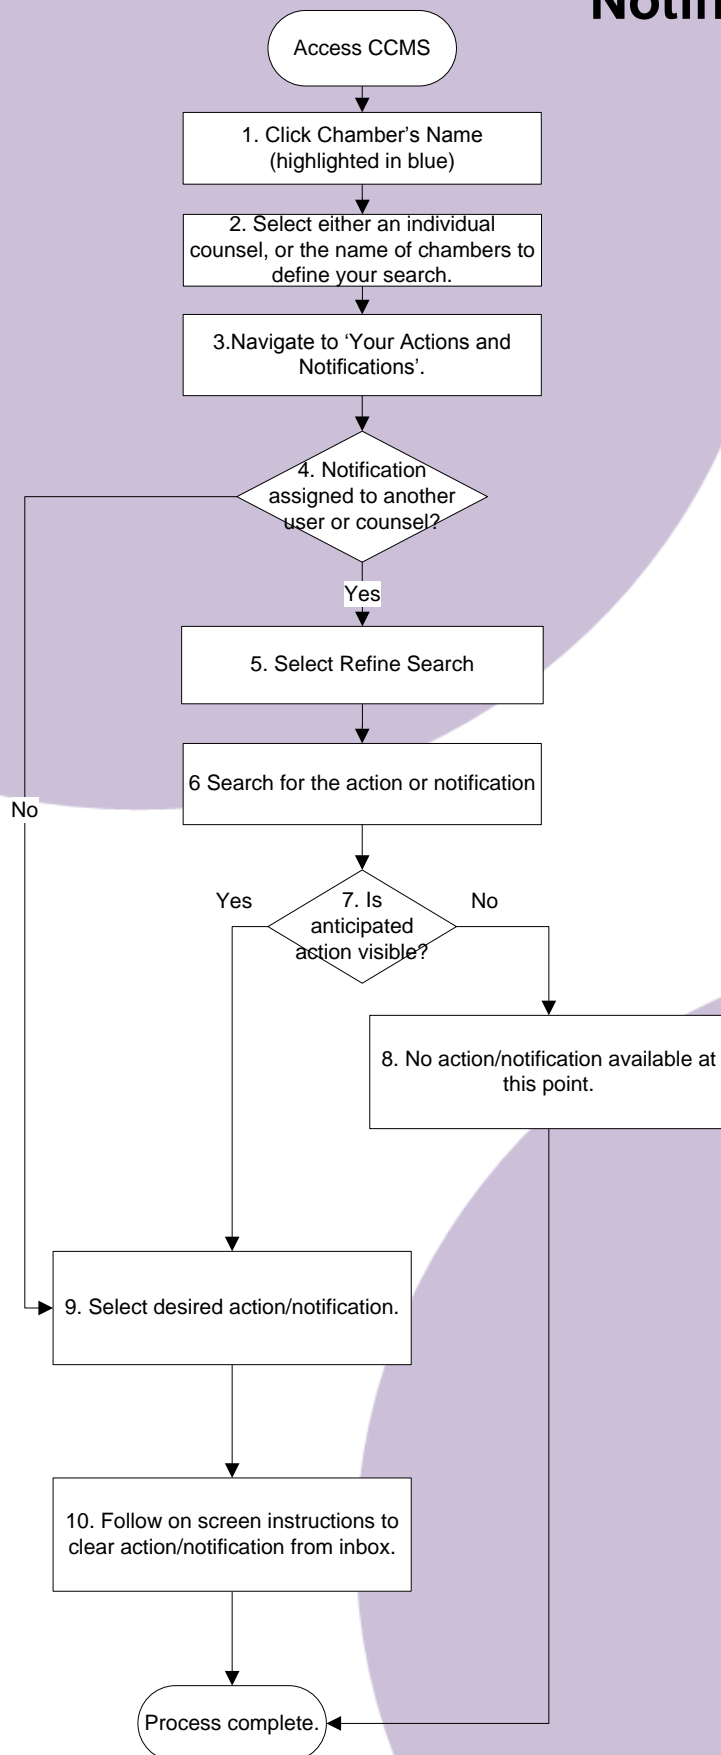 Notif
Access CCMS
1. Click Chamber's Name
(highlighted in blue)
2. Select either an individual
counsel, or the name of chambers to
define your search.
3.Navigate to ‘Your Actions and
Notifications’.
4. Notification
assigned to another
user or counsel?
Yes
5. Select Refine Search
6 Search for the action or notification
No
7. Is
anticipated
action visible?
Yes
No
8. No action/notification available at
this point.
9. Select desired action/notification.
10. Follow on screen instructions to
clear action/notification from inbox.
Process complete.